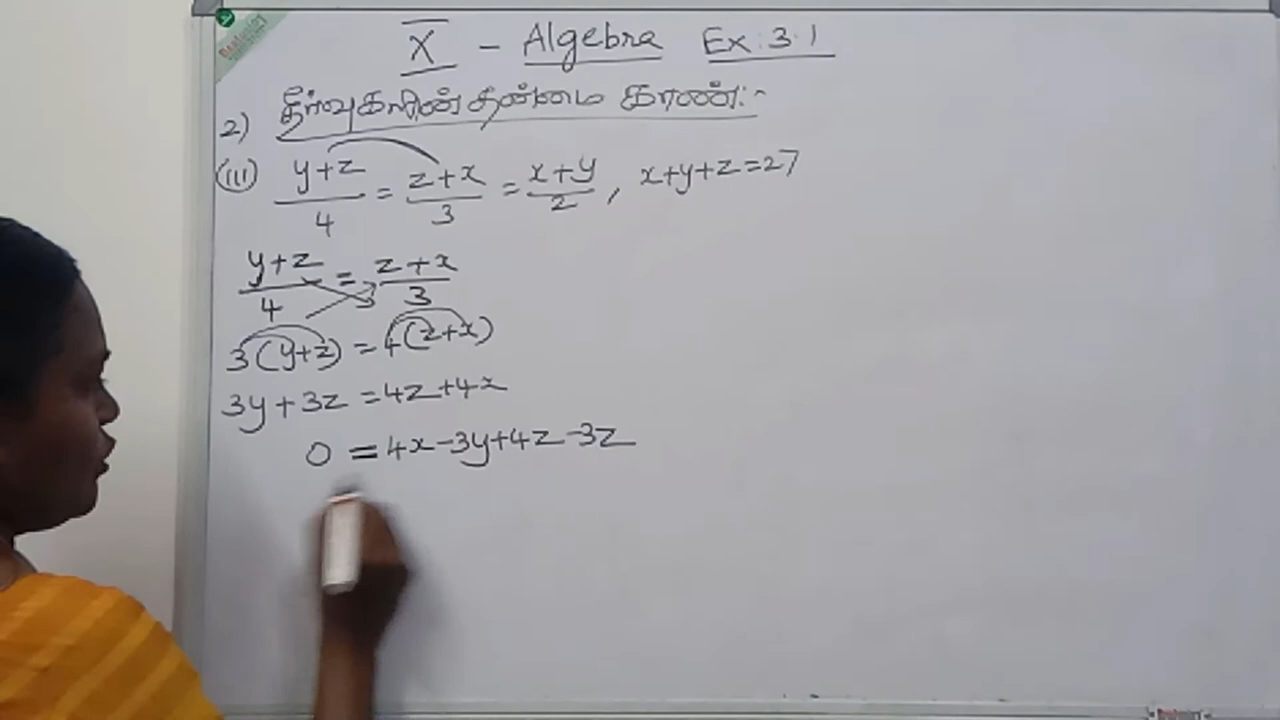 X - Algebra Ex: 3.1
2) தீர்வுகளின் தன்மை காண்:-
(iii) y+z/4 = z+x/3 = x+y/2 , x+y+z=27
y+z/4 = z+x/3
3(y+z) = 4(z+x)
3y+3z =4z+4x
0 = 4x-3y+4z-3z